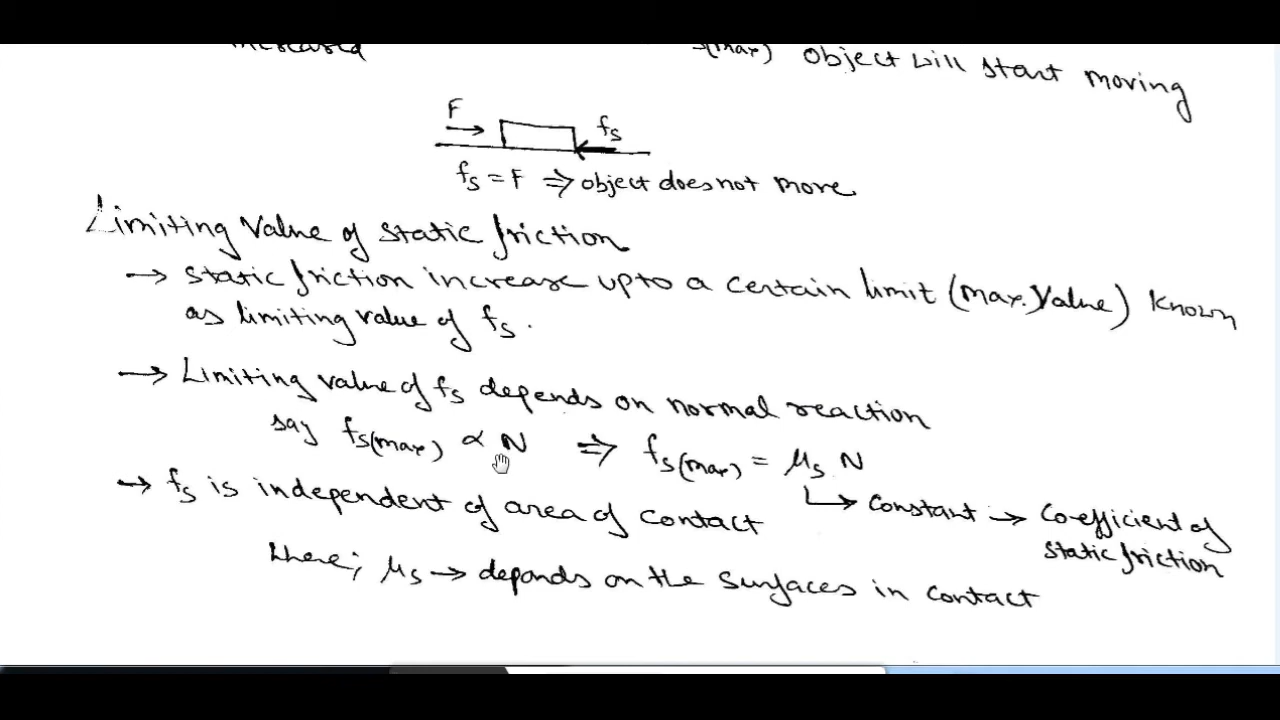 object will start moving
F
fs
fs = F ⇒ object does not move
Limiting Value of static friction
→ static friction increase upto a certain limit (max. Value) known
as limiting value of fs.
→ Limiting value of fs depends on normal reaction
say fs(max) ∝ N ⇒ fs(max) = μs N
→ fs is independent of area of contact
↳ constant → Co-efficient of
static friction
there; μs → depends on the surfaces in contact